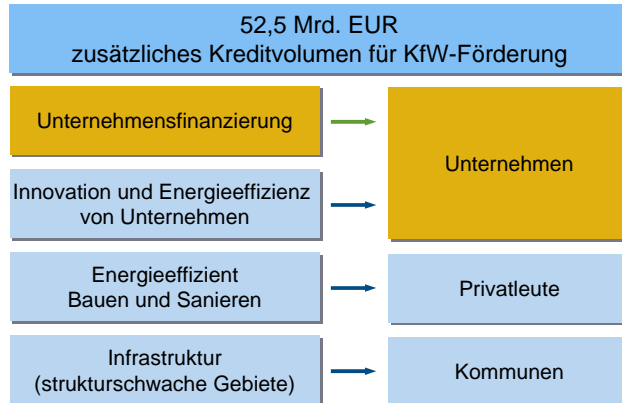 52,5 Mrd. EUR
zusätzliches Kreditvolumen für KfW-Förderung
Unternehmensfinanzierung
Unternehmen
Innovation und Energieeffizienz
von Unternehmen
Energieeffizient
Bauen und Sanieren
Privatleute
Infrastruktur
(strukturschwache Gebiete)
Kommunen